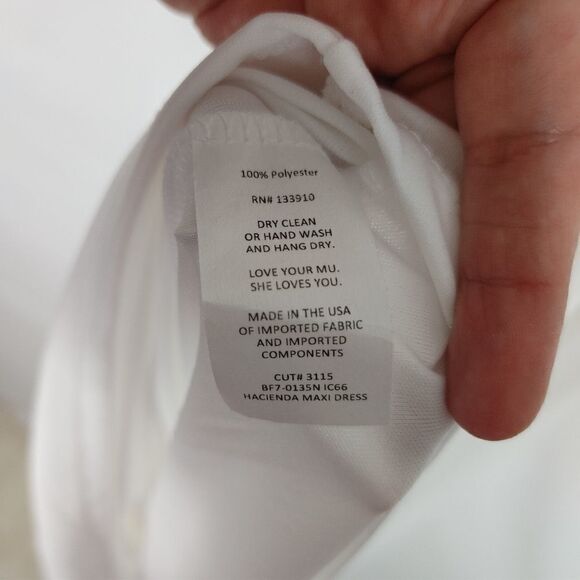 100% Polyester
RN# 133910
DRY CLEAN
OR HAND WASH
AND HANG DRY.
LOVE YOUR MU.
SHE LOVES YOU.
MADE IN THE USA
OF IMPORTED FABRIC
AND IMPORTED
COMPONENTS
CUT# 3115
BF7-0135N IC66
HACIENDA MAXI DRESS